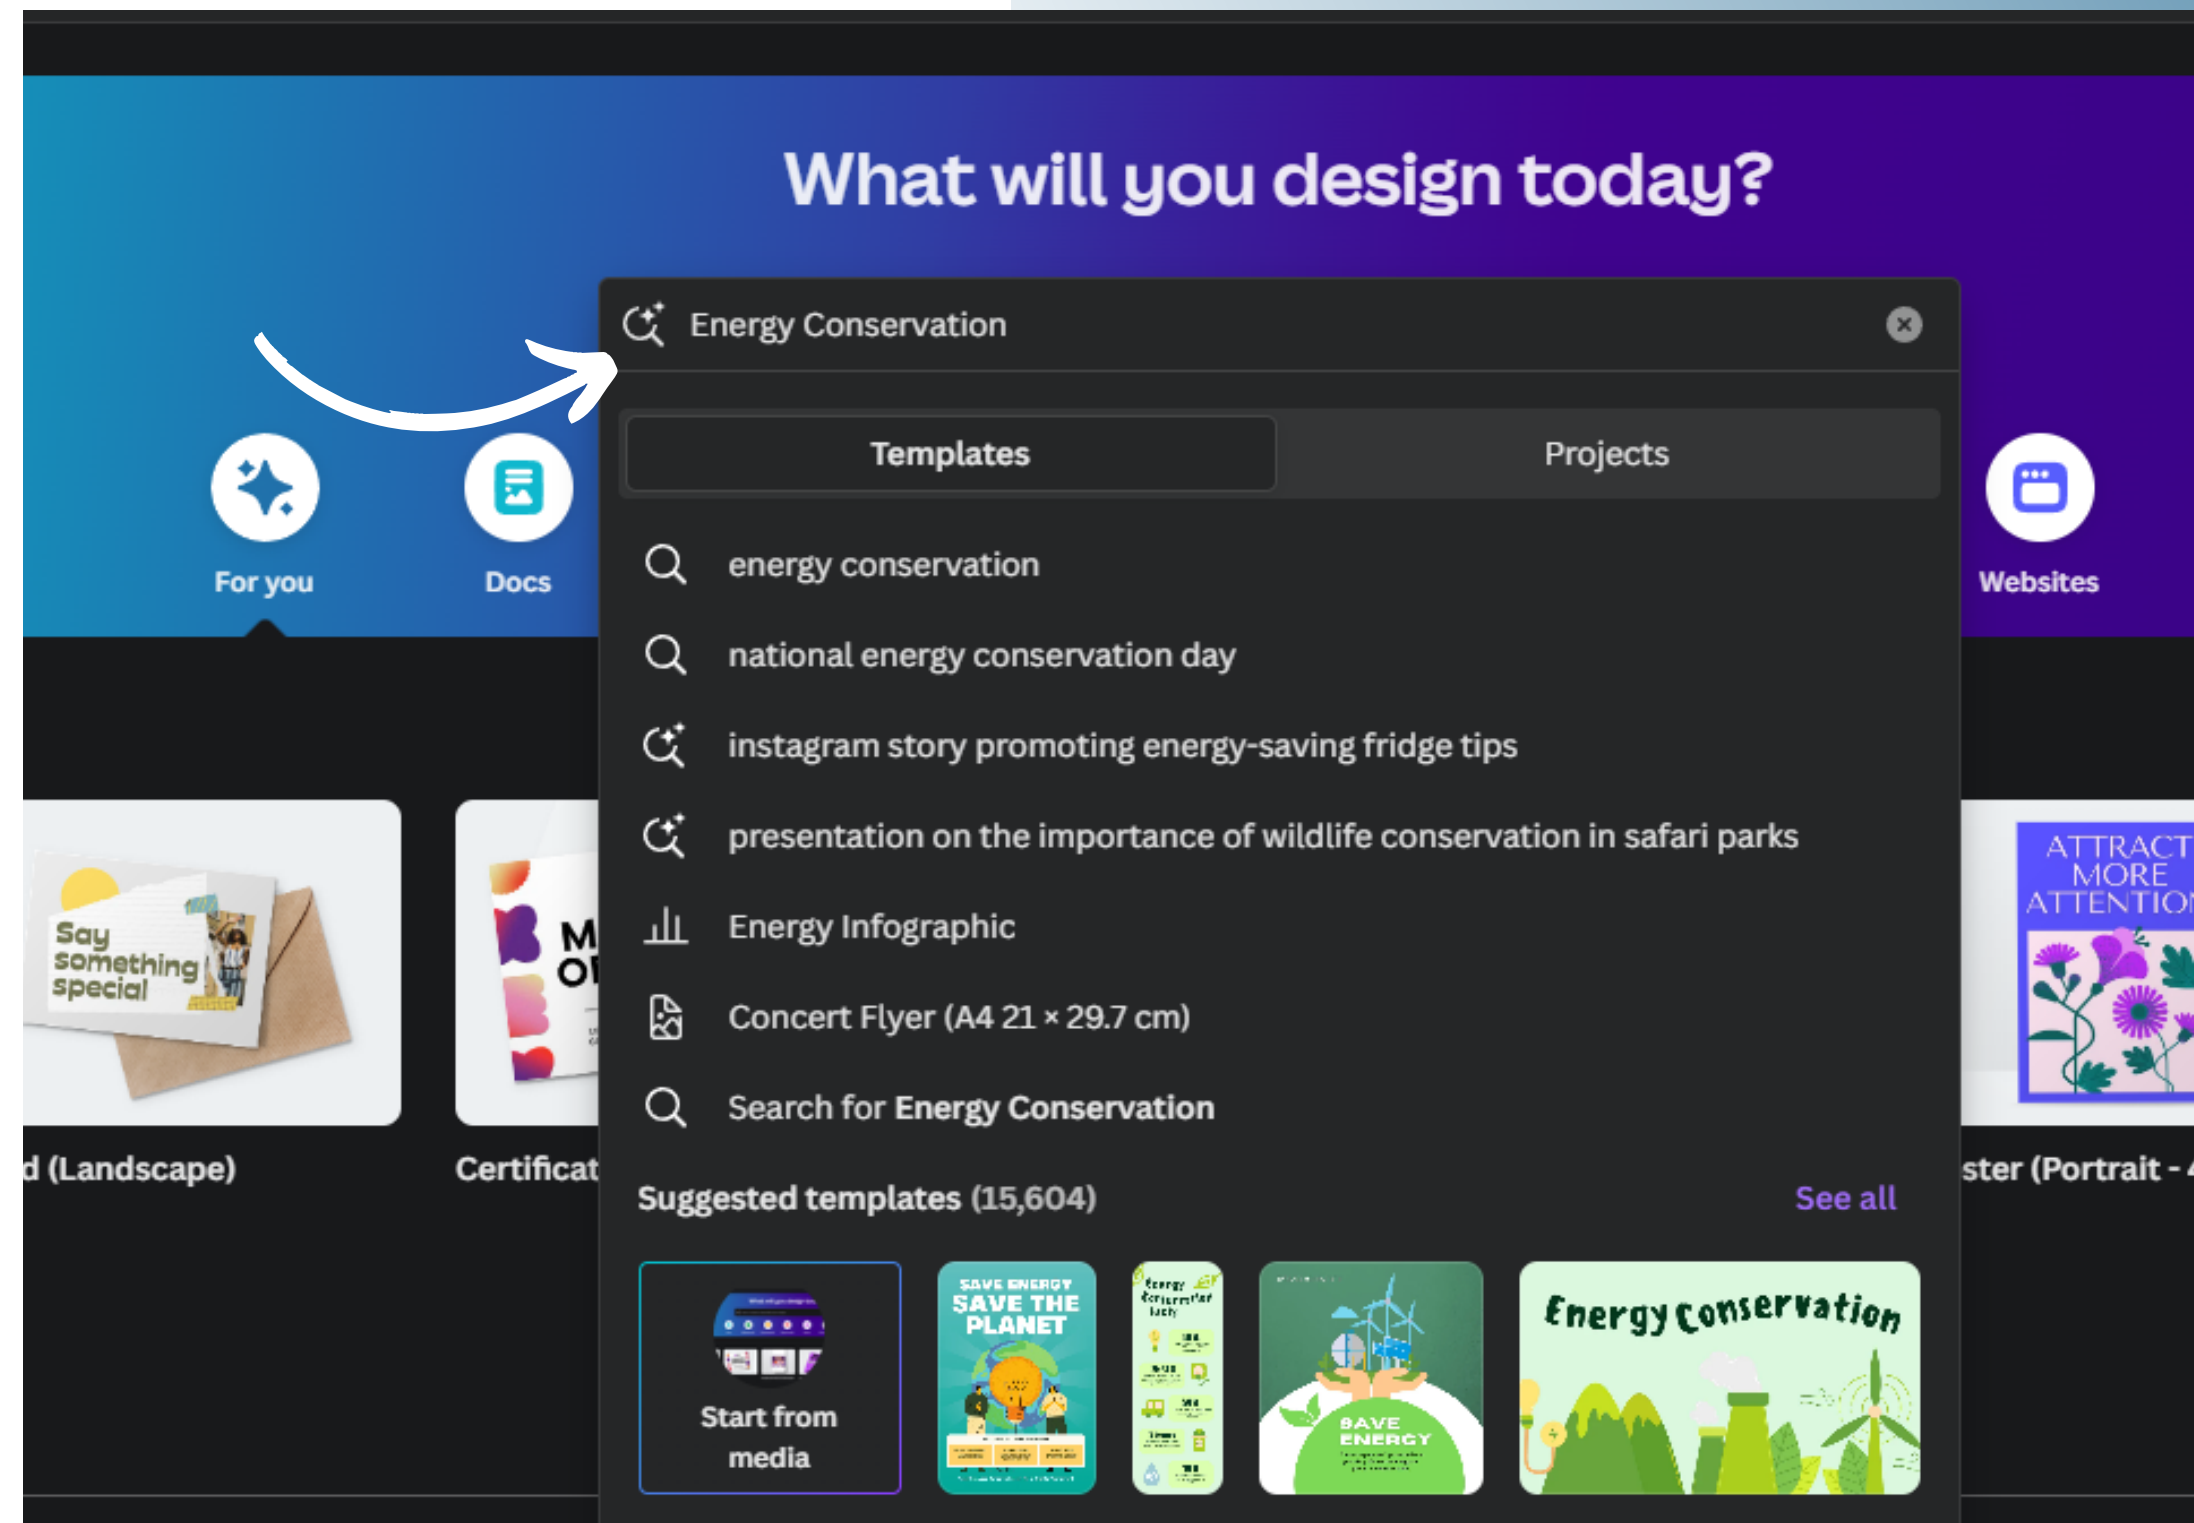 What will you design today?
Energy Conservation
Templates
Projects
For you
Docs
Websites
energy conservation
national energy conservation day
instagram story promoting energy-saving fridge tips
presentation on the importance of wildlife conservation in safari parks
Energy Infographic
Concert Flyer (A4 21 × 29.7 cm)
Search for Energy Conservation
Say
something
special
ATTRACT
MORE
ATTENTION
d (Landscape)
Certificat
ster (Portrait -
Suggested templates (15,604)
See all
Start from
media
SAVE ENERGY
SAVE THE
PLANET
Energy
Conservation
SAVE
ENERGY
Energy Conservation